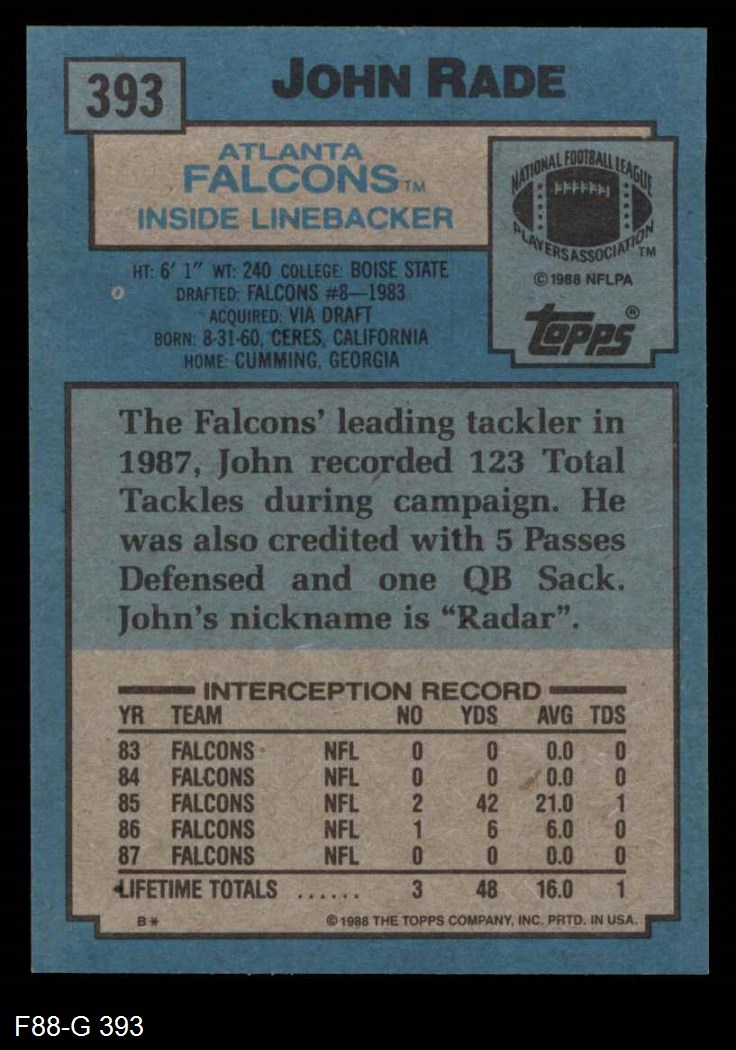 393
JOHN RADE
ATLANTA
FALCONS™
INSIDE LINEBACKER
NATIONAL FOOTBALL LEAGUE
PLAYERS ASSOCIATION™
© 1988 NFLPA
Topps®
HT: 6' 1" WT: 240 COLLEGE: BOISE STATE
DRAFTED: FALCONS #8—1983
ACQUIRED: VIA DRAFT
BORN: 8-31-60, CERES, CALIFORNIA
HOME: CUMMING, GEORGIA
The Falcons' leading tackler in
1987, John recorded 123 Total
Tackles during campaign. He
was also credited with 5 Passes
Defensed and one QB Sack.
John's nickname is "Radar".
INTERCEPTION RECORD
YR TEAM NO YDS AVG TDS
83 FALCONS NFL 0 0 0.0 0
84 FALCONS NFL 0 0 0.0 0
85 FALCONS NFL 2 42 21.0 1
86 FALCONS NFL 1 6 6.0 0
87 FALCONS NFL 0 0 0.0 0
LIFETIME TOTALS ...... 3 48 16.0 1
B* © 1988 THE TOPPS COMPANY, INC. PRTD. IN USA.
F88-G 393